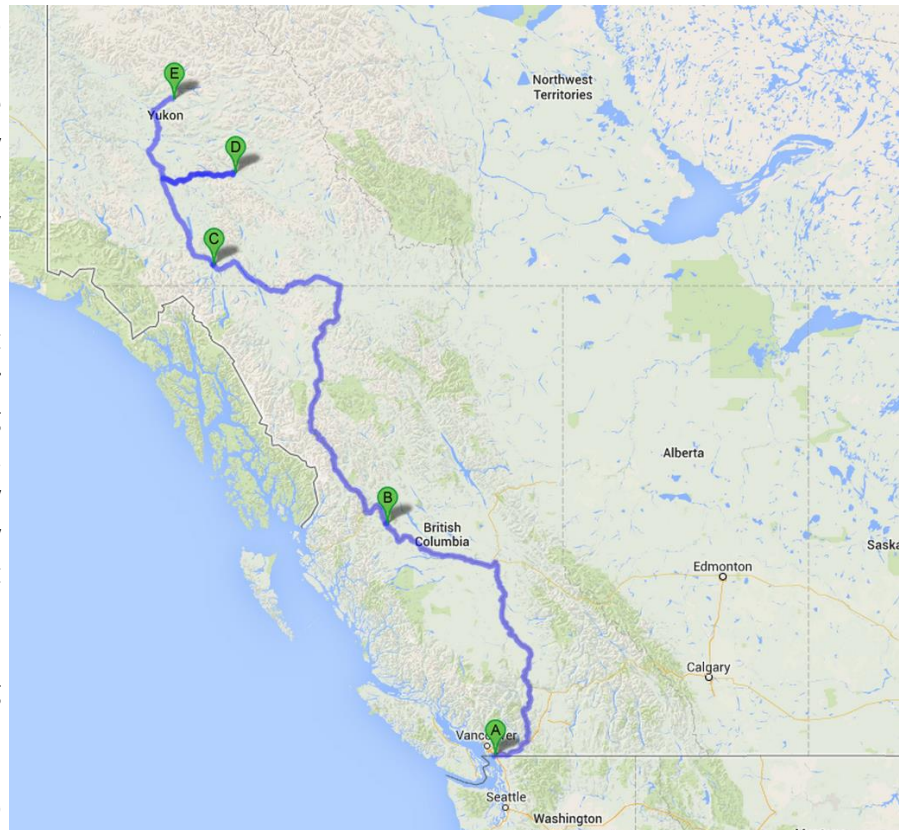 E
Yukon
Northwest
Territories
D
C
Alberta
B
British
Columbia
Saska
Edmonton
Calgary
A
Vancouver
Seattle
Washington